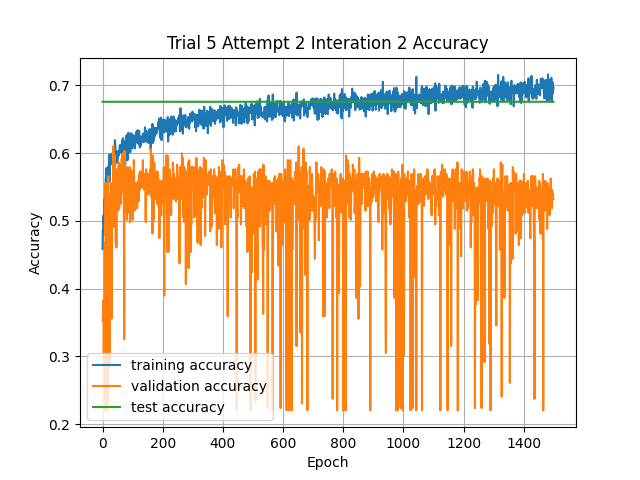 Trial 5 Attempt 2 Interation 2 Accuracy
0.7
0.6
0.5
0.4
0.3
0.2
Accuracy
training accuracy
validation accuracy
test accuracy
0 200 400 600 800 1000 1200 1400
Epoch